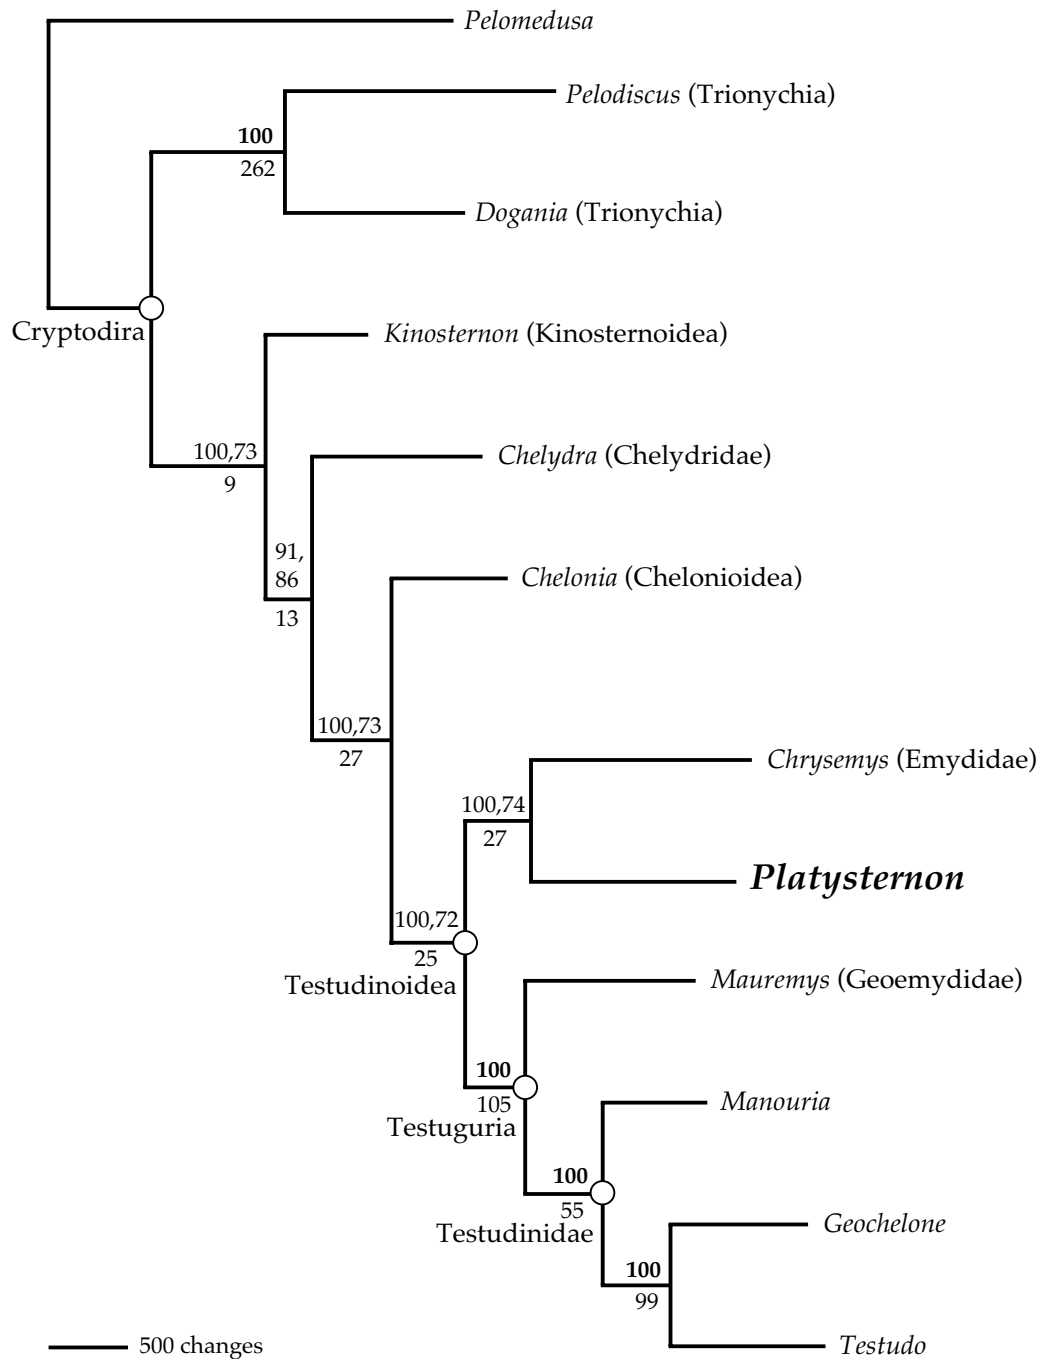 Pelomedusa
Pelodiscus (Trionychia)
100
262
Dogania (Trionychia)
Cryptodira
Kinosternon (Kinosternoidea)
100,73
9
Chelydra (Chelydridae)
91,
86
13
Chelonia (Chelonioidea)
100,73
27
Chrysemys (Emydidae)
100,74
27
Platysternon
100,72
25
Testudinoidea
Mauremys (Geoemydidae)
100
105
Testuguria
Manouria
100
55
Testudinidae
Geochelone
100
99
Testudo
500 changes